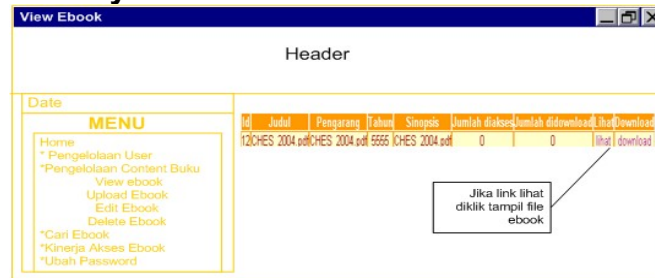 View Ebook
Header
Date
MENU
Home
* Pengelolaan User
*Pengelolaan Content Buku
View ebook
Upload Ebook
Edit Ebook
Delete Ebook
*Cari Ebook
*Kinerja Akses Ebook
*Ubah Password
Id Judul Pengarang Tahun Sinopsis Jumlah diakses Jumlah didownload Lihat Download
12 CHES 2004.pdf CHES 2004.pdf 5555 CHES 2004.pdf 0 0 lihat download
Jika link lihat
diklik tampil file
ebook